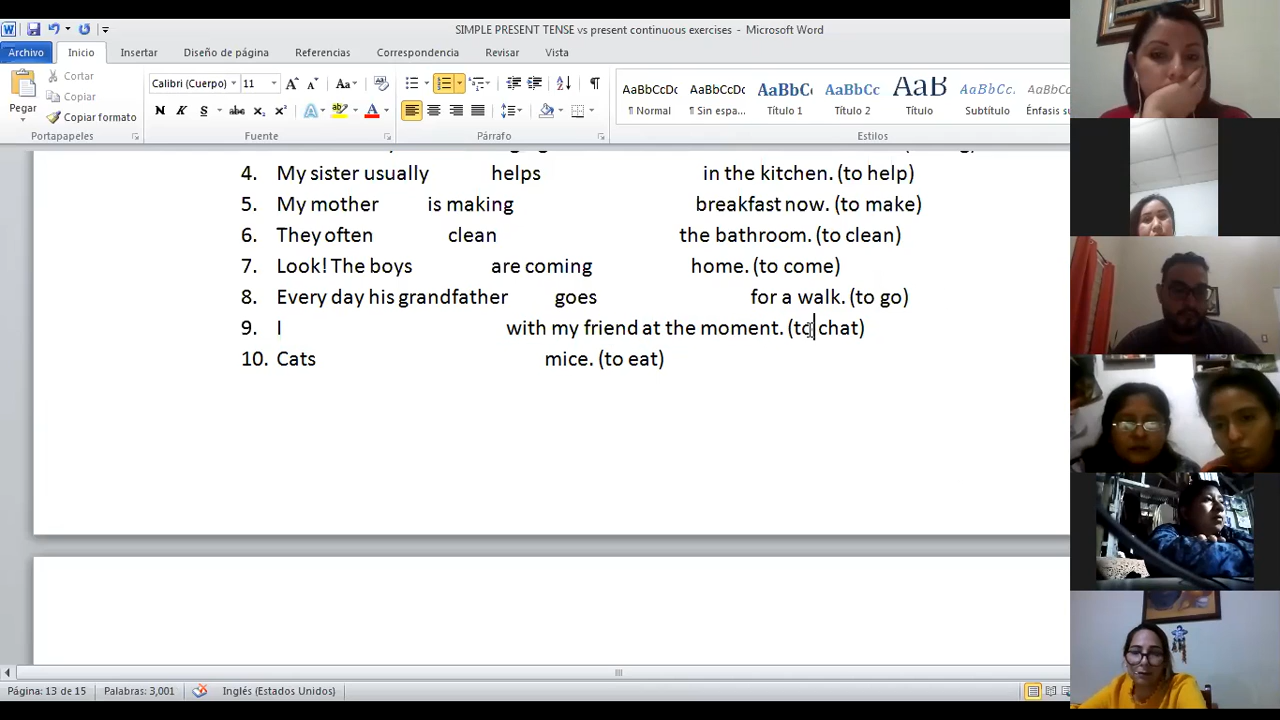 SIMPLE PRESENT TENSE vs present continuous exercises - Microsoft Word
Archivo Inicio Insertar Diseño de página Referencias Correspondencia Revisar Vista
Cortar
Copiar
Copiar formato
Pegar
Portapapeles
Calibri (Cuerpo) 11
Fuente
Párrafo
AaBbCcDc AaBbCcDc AaBbC AaBbCc AaB AaBbCc AaBbCcD
¶ Normal ¶ Sin espa... Título 1 Título 2 Título Subtítulo Énfasis su
Estilos
4. My sister usually helps in the kitchen. (to help)
5. My mother is making breakfast now. (to make)
6. They often clean the bathroom. (to clean)
7. Look! The boys are coming home. (to come)
8. Every day his grandfather goes for a walk. (to go)
9. I with my friend at the moment. (to chat)
10. Cats mice. (to eat)
Página: 13 de 15 Palabras: 3,001 Inglés (Estados Unidos)